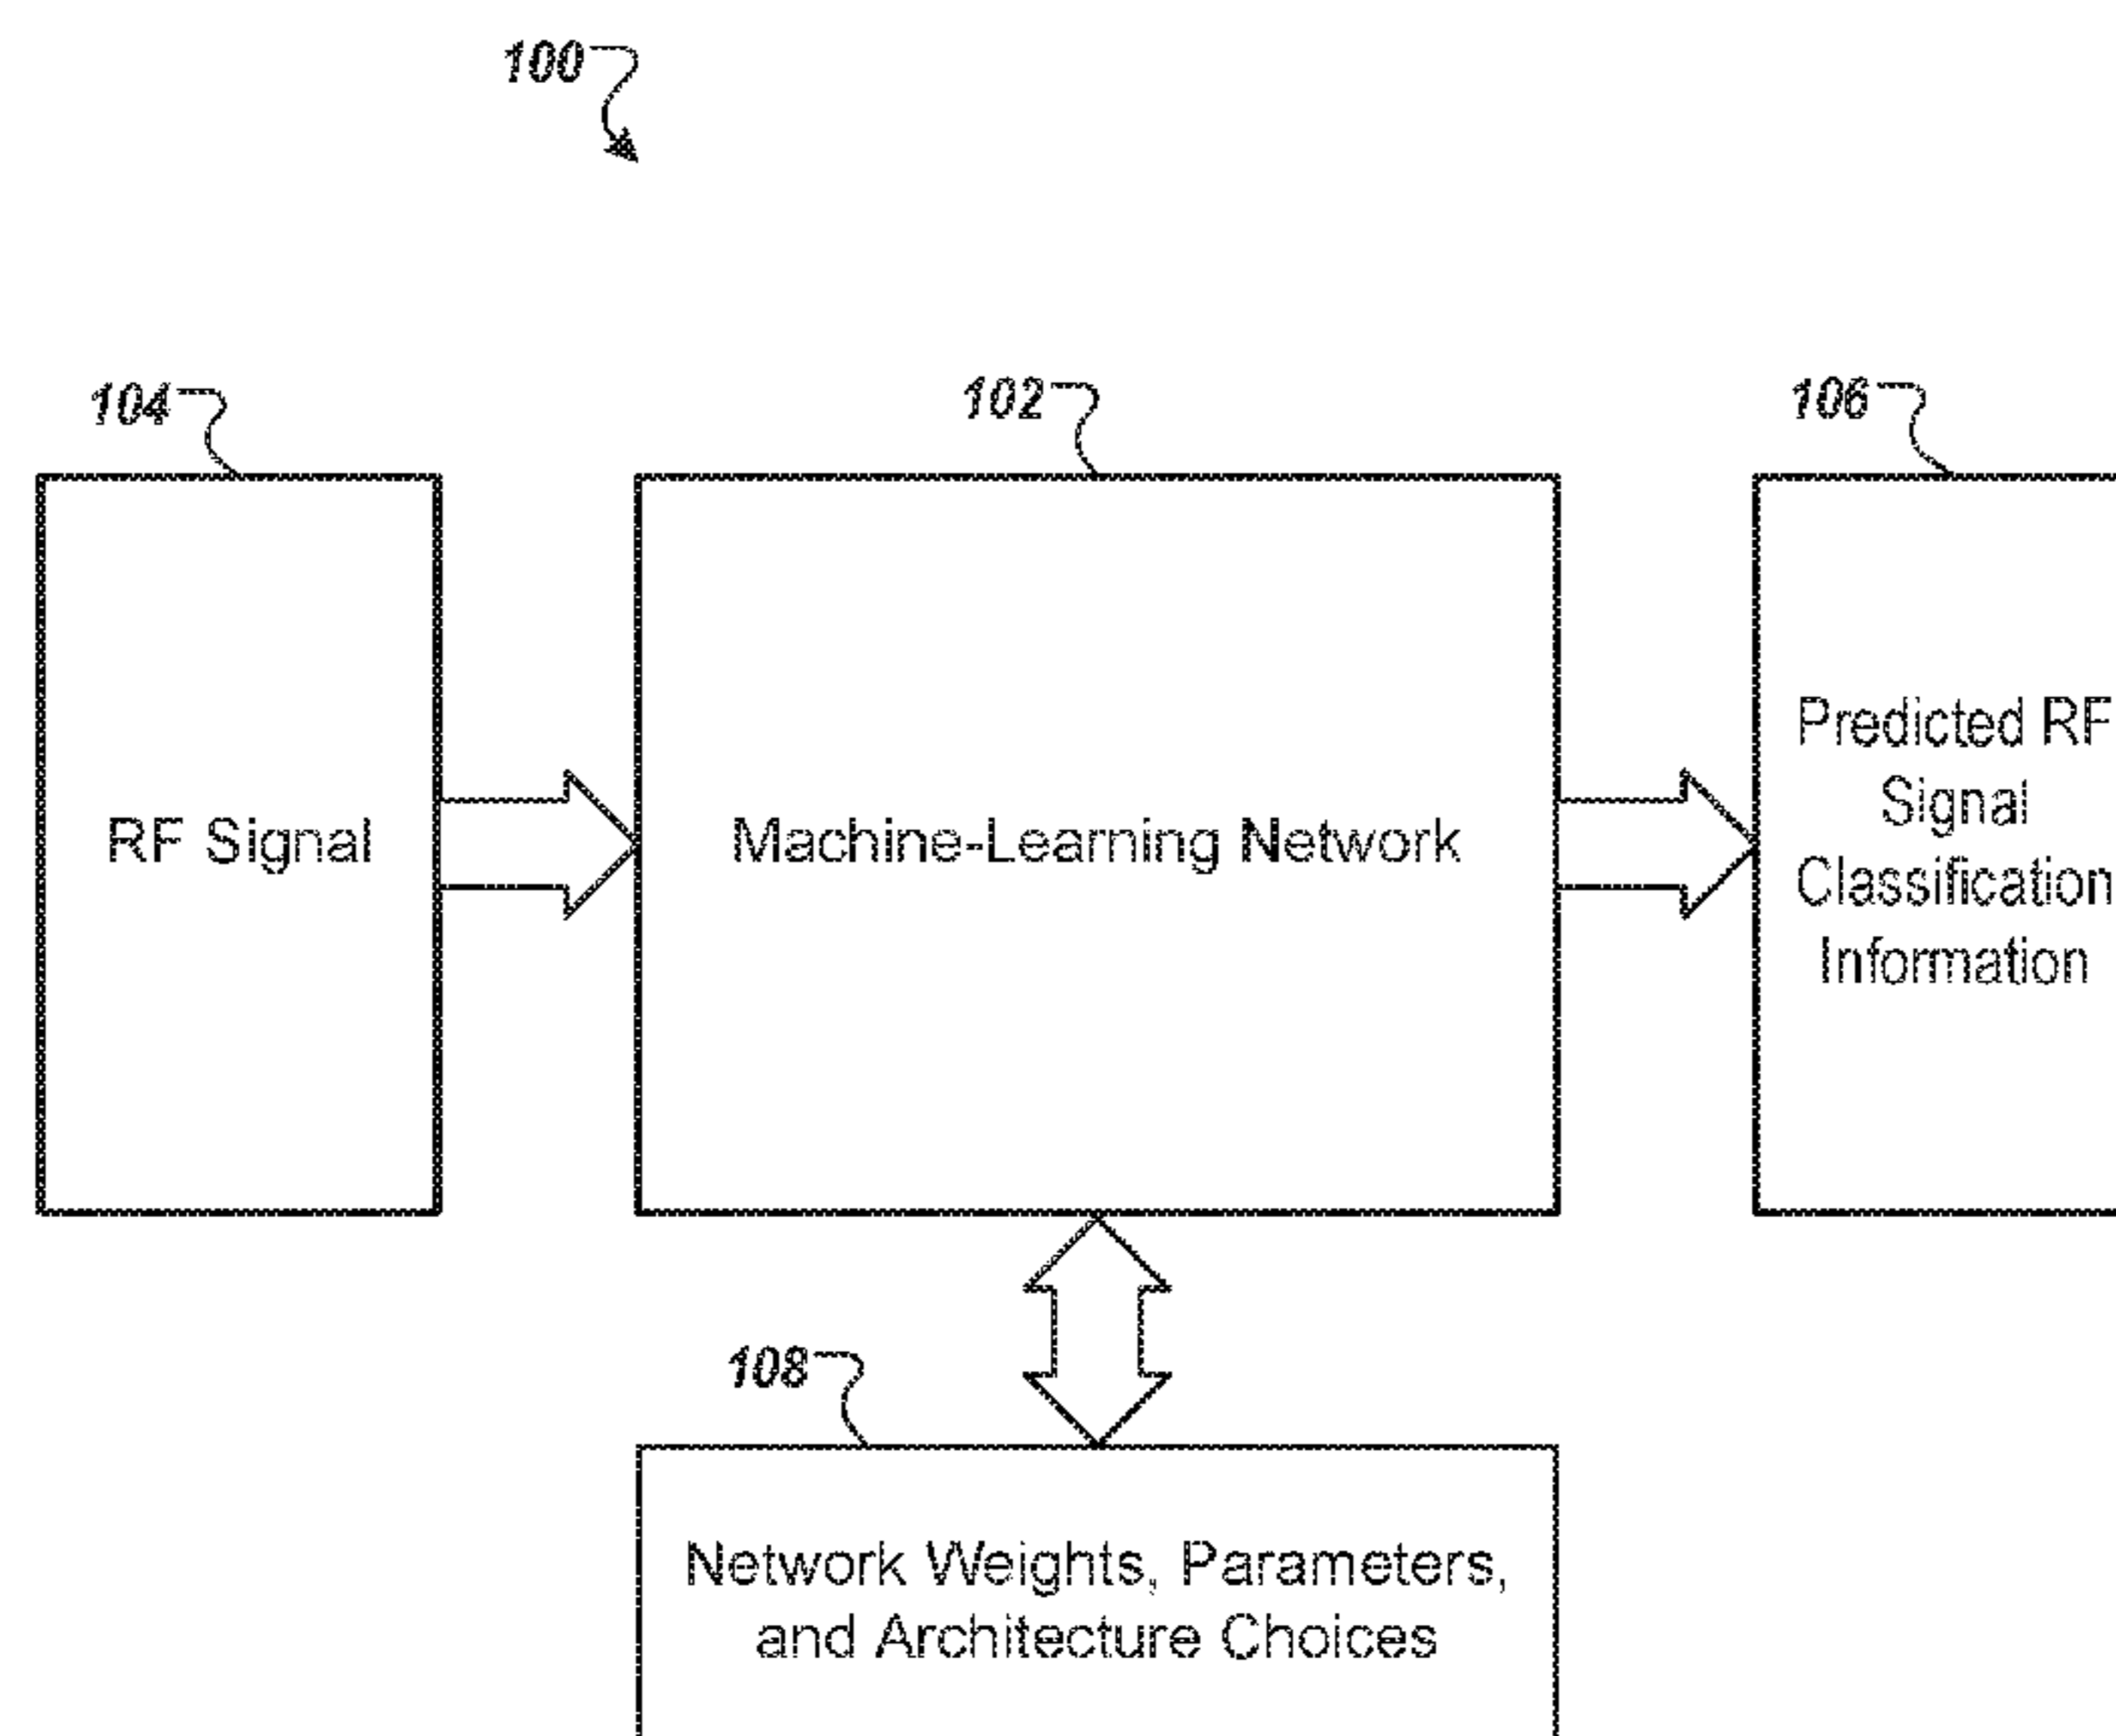 100
104
102
106
RF Signal
Machine-Learning Network
Predicted RF
Signal
Classification
Information
108
Network Weights, Parameters,
and Architecture Choices